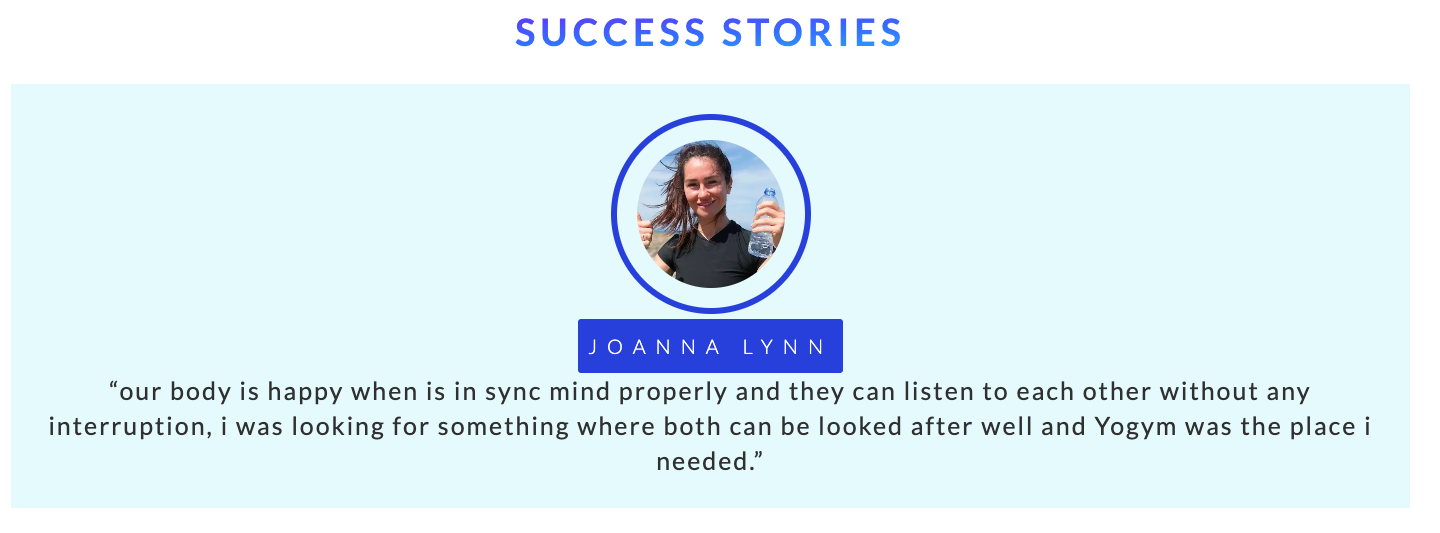 SUCCESS STORIES
JOANNA LYNN
“our body is happy when is in sync mind properly and they can listen to each other without any
interruption, i was looking for something where both can be looked after well and Yogym was the place i
needed.”